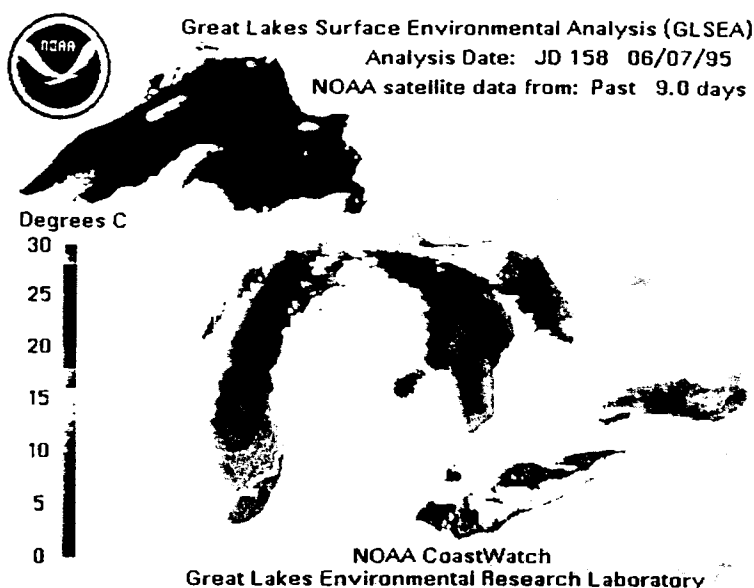 NOAA
Great Lakes Surface Environmental Analysis (GLSEA)
Analysis Date: JD 158 06/07/95
NOAA satellite data from: Past 9.0 days
Degrees C
30
25
20
15
10
5
0
NOAA CoastWatch
Great Lakes Environmental Research Laboratory